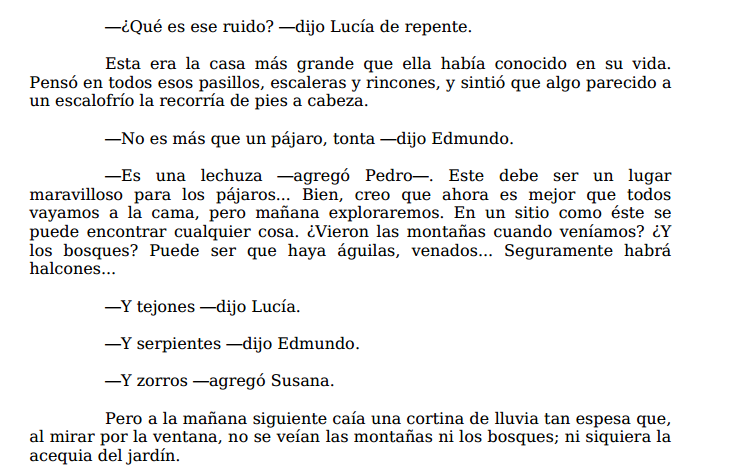 —¿Qué es ese ruido? —dijo Lucía de repente.
Esta era la casa más grande que ella había conocido en su vida.
Pensó en todos esos pasillos, escaleras y rincones, y sintió que algo parecido a
un escalofrío la recorría de pies a cabeza.
—No es más que un pájaro, tonta —dijo Edmundo.
—Es una lechuza —agregó Pedro—. Este debe ser un lugar
maravilloso para los pájaros... Bien, creo que ahora es mejor que todos
vayamos a la cama, pero mañana exploraremos. En un sitio como éste se
puede encontrar cualquier cosa. ¿Vieron las montañas cuando veníamos? ¿Y
los bosques? Puede ser que haya águilas, venados... Seguramente habrá
halcones...
—Y tejones —dijo Lucía.
—Y serpientes —dijo Edmundo.
—Y zorros —agregó Susana.
Pero a la mañana siguiente caía una cortina de lluvia tan espesa que,
al mirar por la ventana, no se veían las montañas ni los bosques; ni siquiera la
acequia del jardín.